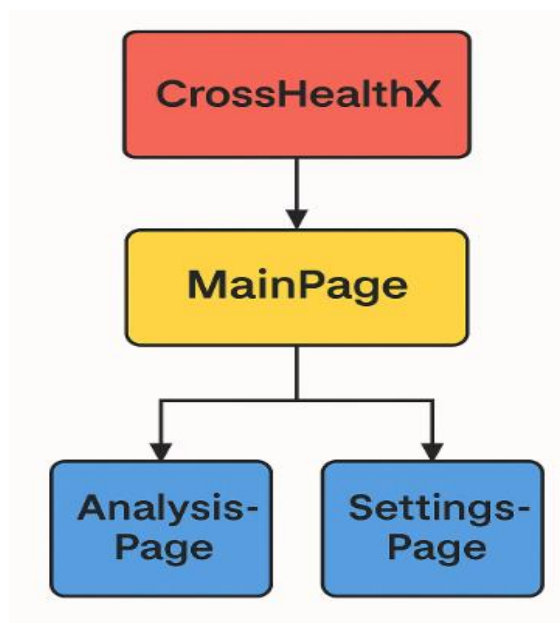 CrossHealthX
MainPage
Analysis-
Page
Settings-
Page